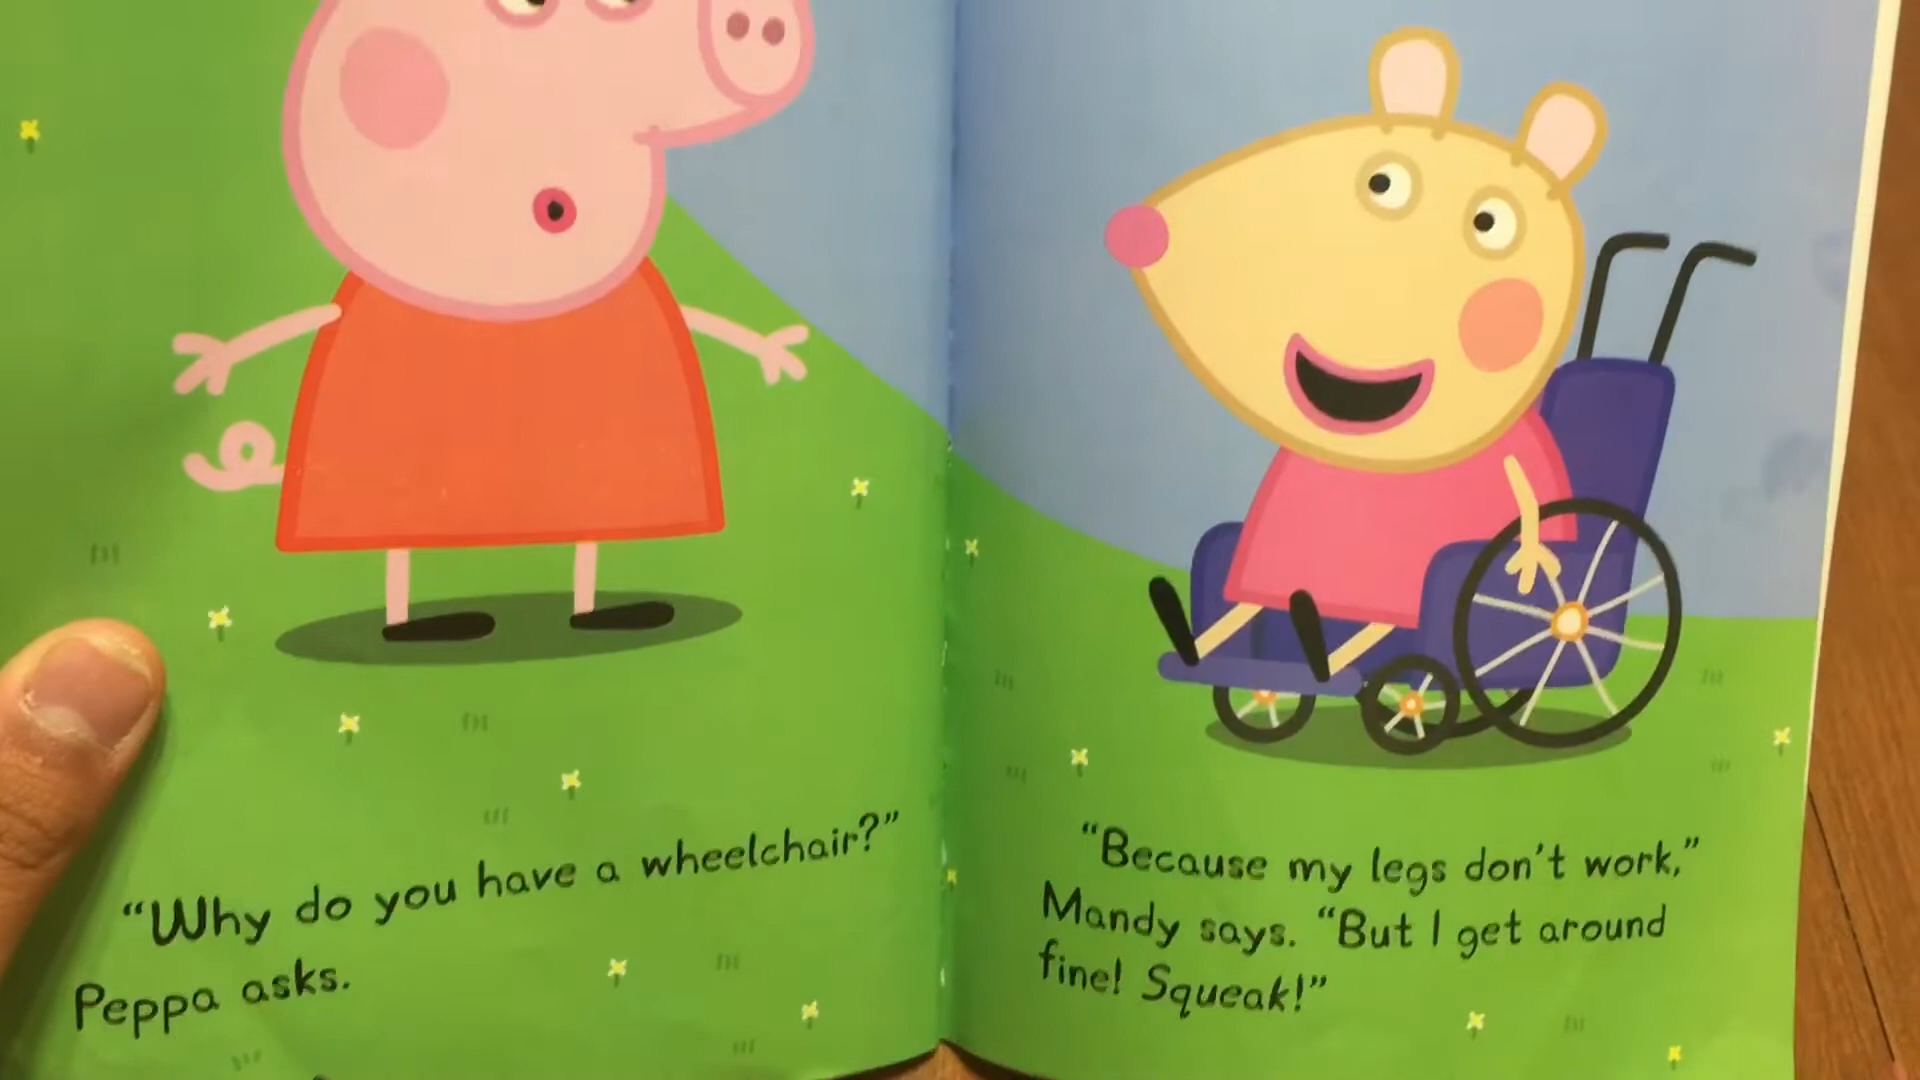 “Why do you have a wheelchair?”
Peppa asks.
“Because my legs don’t work,”
Mandy says. “But I get around
fine! Squeak!”